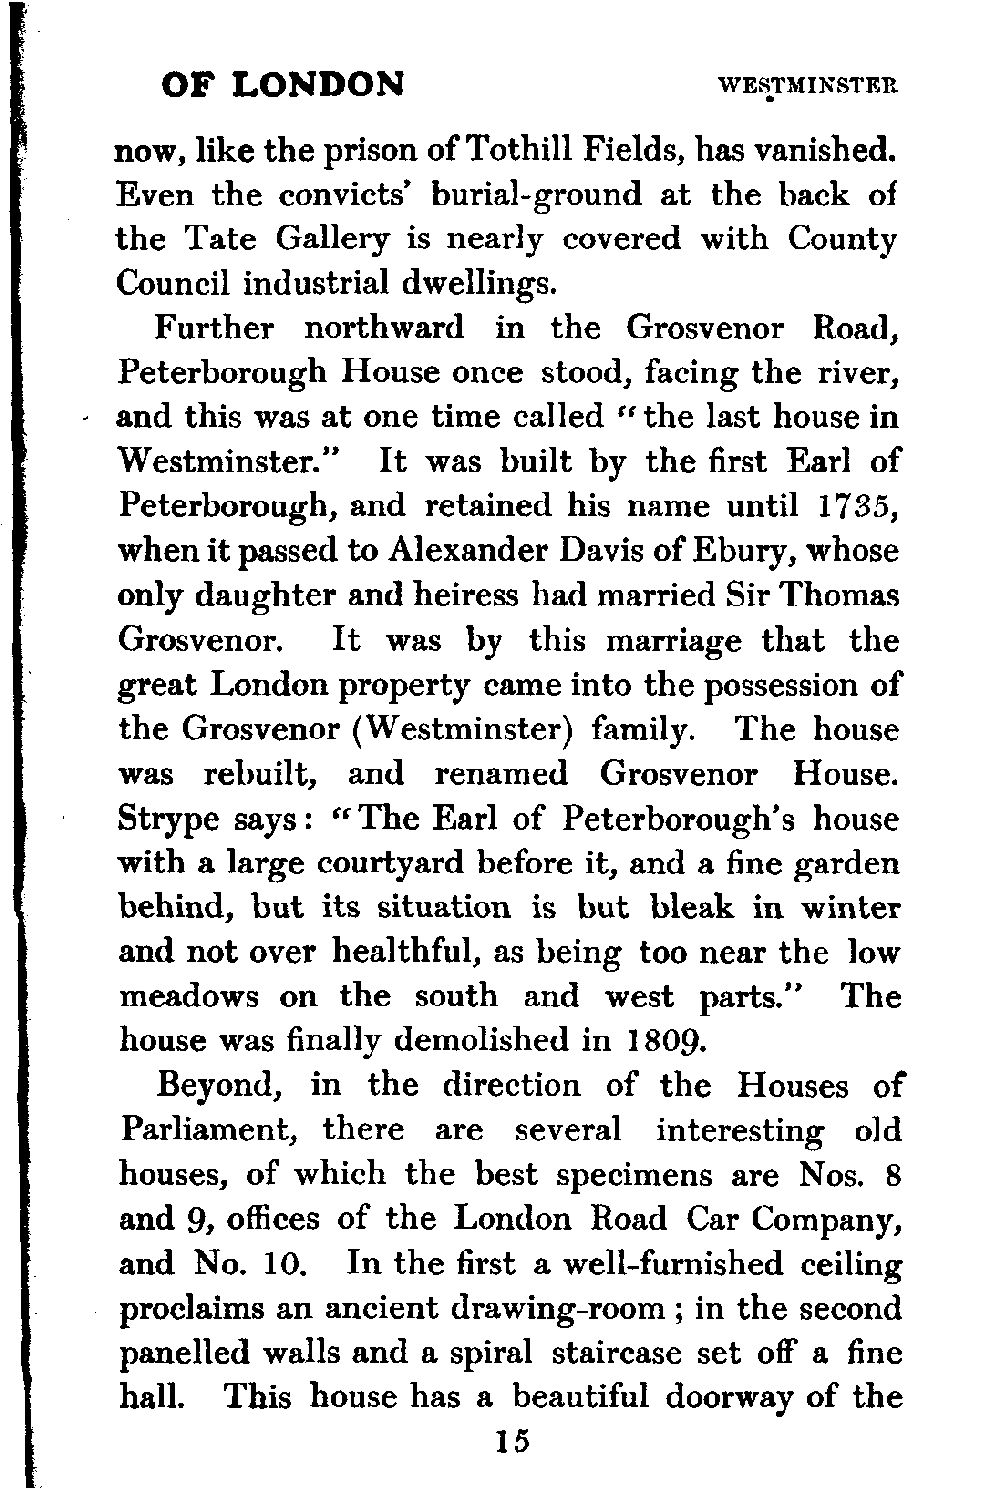 OF LONDON WESTMINSTER
now, like the prison of Tothill Fields, has vanished.
Even the convicts' burial-ground at the back of
the Tate Gallery is nearly covered with County
Council industrial dwellings.
Further northward in the Grosvenor Road,
Peterborough House once stood, facing the river,
and this was at one time called "the last house in
Westminster." It was built by the first Earl of
Peterborough, and retained his name until 1735,
when it passed to Alexander Davis of Ebury, whose
only daughter and heiress had married Sir Thomas
Grosvenor. It was by this marriage that the
great London property came into the possession of
the Grosvenor (Westminster) family. The house
was rebuilt, and renamed Grosvenor House.
Strype says: "The Earl of Peterborough's house
with a large courtyard before it, and a fine garden
behind, but its situation is but bleak in winter
and not over healthful, as being too near the low
meadows on the south and west parts." The
house was finally demolished in 1809.
Beyond, in the direction of the Houses of
Parliament, there are several interesting old
houses, of which the best specimens are Nos. 8
and 9, offices of the London Road Car Company,
and No. 10. In the first a well-furnished ceiling
proclaims an ancient drawing-room; in the second
panelled walls and a spiral staircase set off a fine
hall. This house has a beautiful doorway of the
15